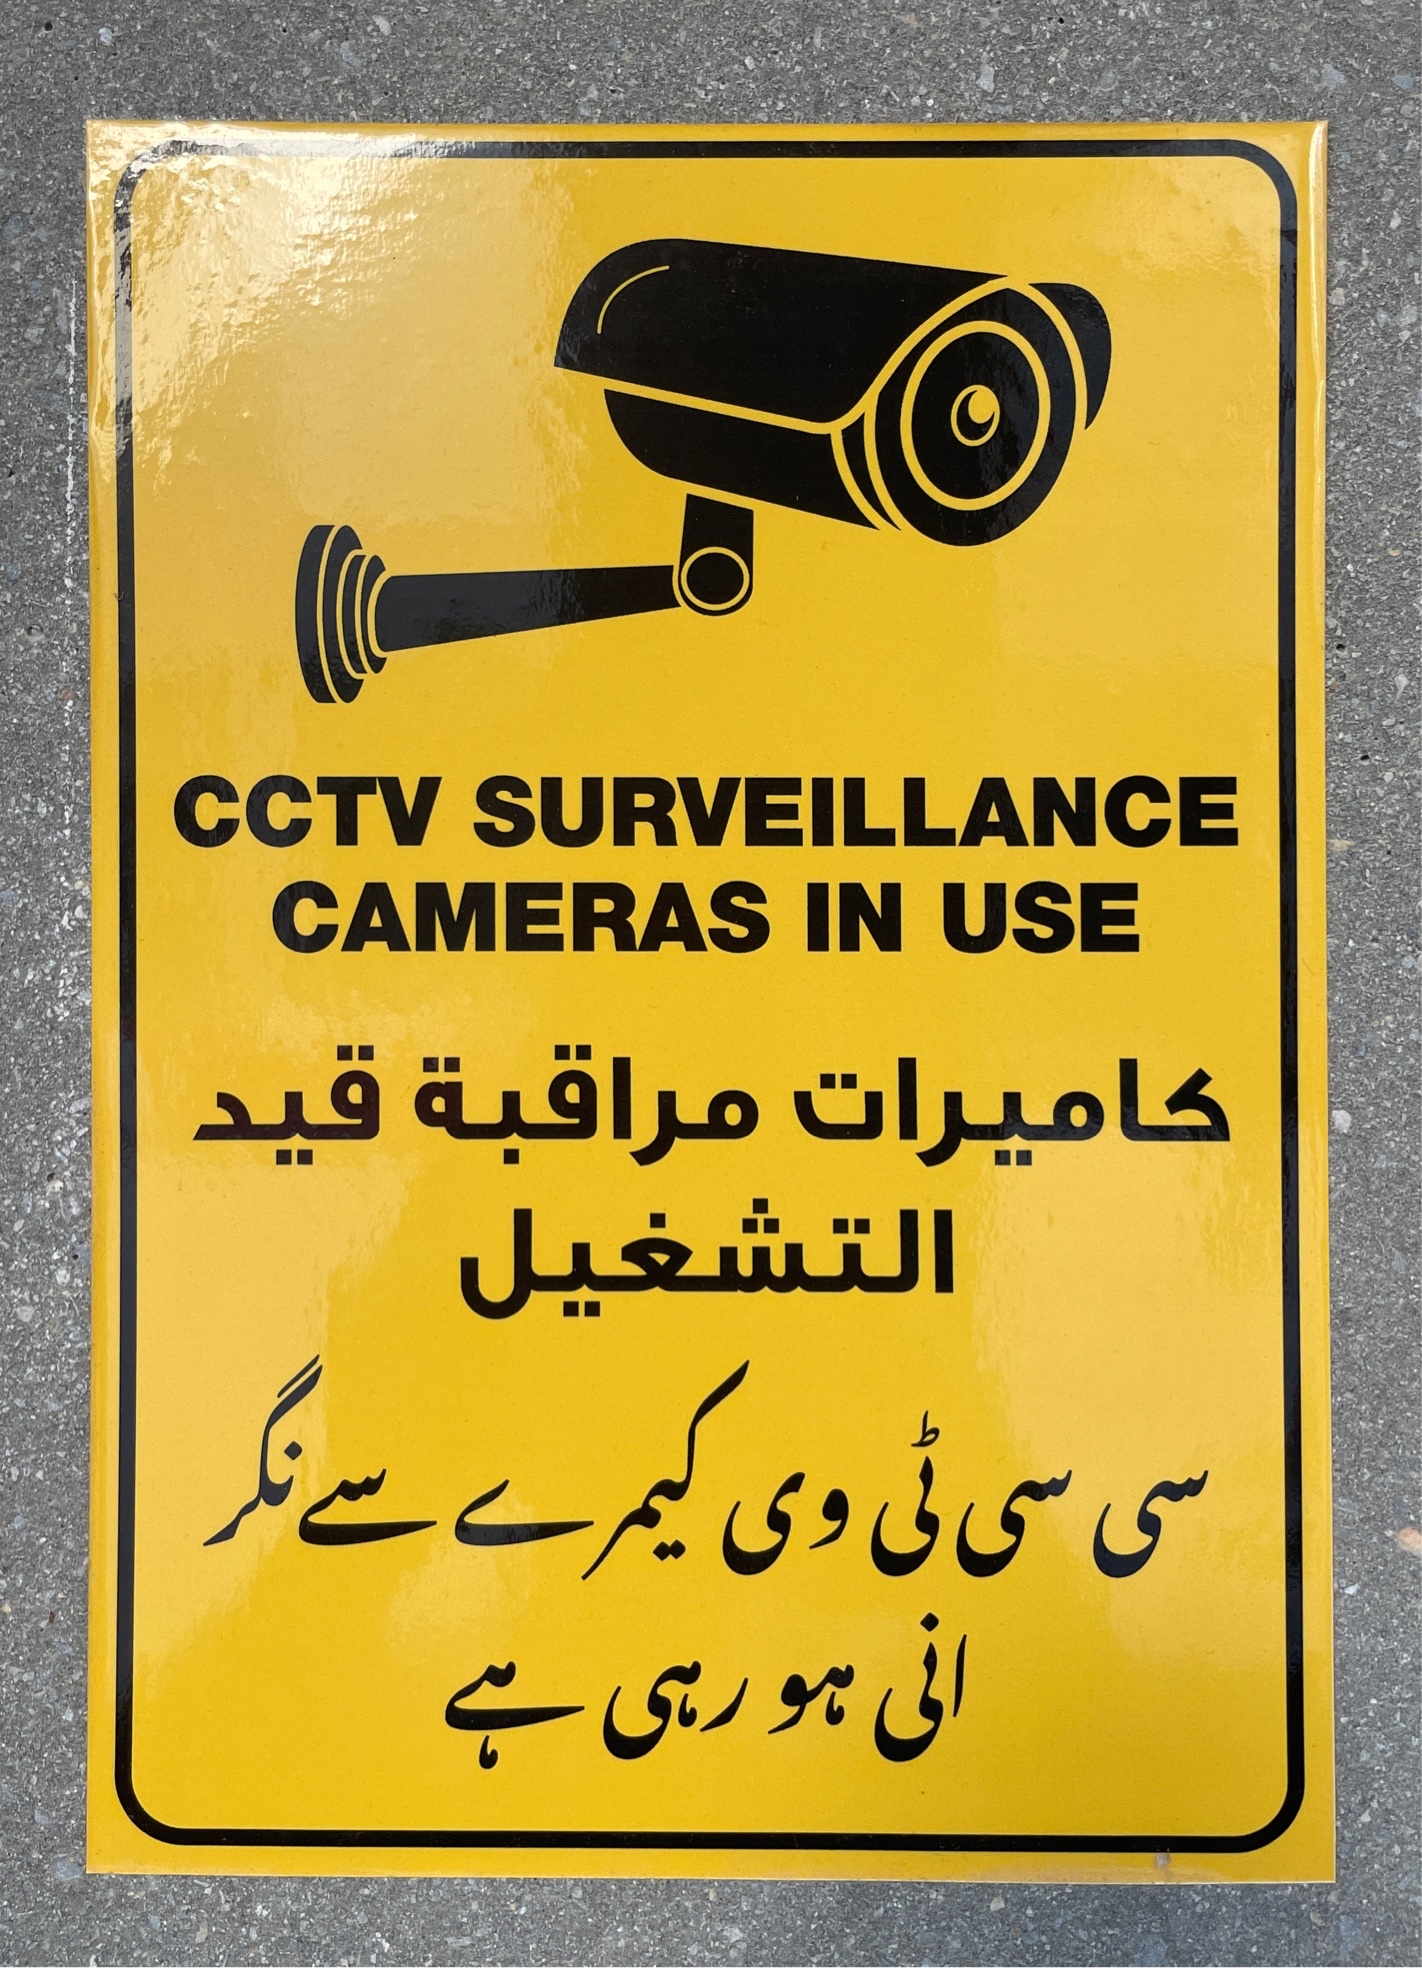 CCTV SURVEILLANCE
CAMERAS IN USE
كاميرات مراقبة قيد
التشغيل
سی سی ٹی وی کیمرے سے نگر
انی ہو رہی ہے